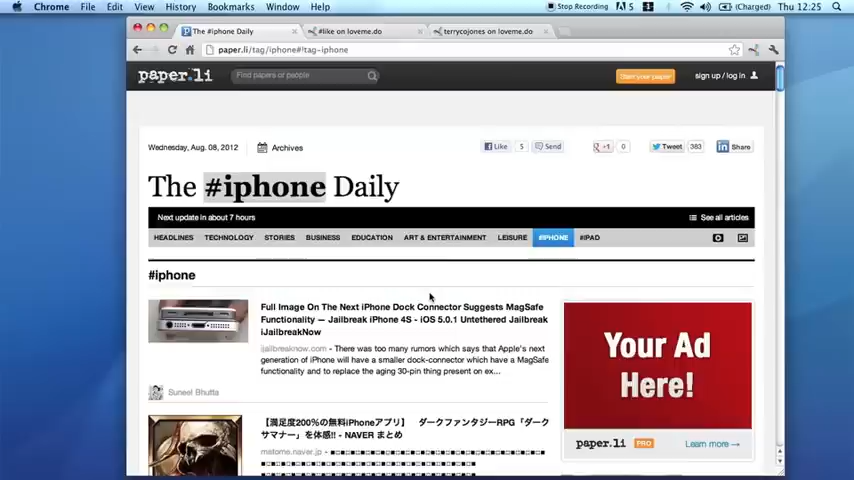 Chrome File Edit View History Bookmarks Window Help
Stop Recording
5
(Charged) Thu 12:25
The #iphone Daily
#like on loveme.do
terrycojones on loveme.do
paper.li/tag/iphone#!tag-iphone
paper.li
Find papers or people
Start your paper
sign up / log in
Wednesday, Aug. 08, 2012
Archives
Like 5
Send
+1 0
Tweet 383
Share
The #iphone Daily
Next update in about 7 hours
See all articles
HEADLINES TECHNOLOGY STORIES BUSINESS EDUCATION ART & ENTERTAINMENT LEISURE #IPHONE #IPAD
#iphone
Full Image On The Next iPhone Dock Connector Suggests MagSafe
Functionality — Jailbreak iPhone 4S - iOS 5.0.1 Untethered Jailbreak
iJailbreakNow
ijailbreaknow.com - There was too many rumors which says that Apple's next
generation of iPhone will have a smaller dock-connector which have a MagSafe
functionality and to replace the aging 30-pin thing present on ex...
Suneel Bhutta
【満足度200%の無料iPhoneアプリ】 ダークファンタジーRPG「ダーク
サマナー」を体感!! - NAVER まとめ
matome.naver.jp -
Your Ad
Here!
paper.li PRO
Learn more →